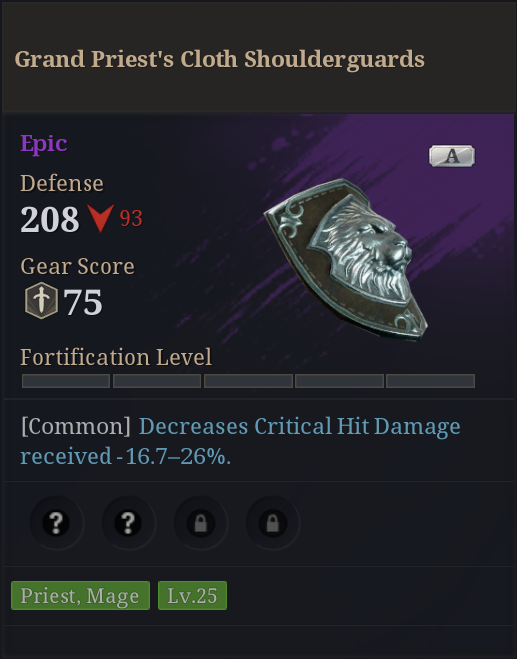 Grand Priest's Cloth Shoulderguards
Epic
A
Defense
208 93
Gear Score
75
Fortification Level
[Common] Decreases Critical Hit Damage
received -16.7–26%.
? ?
Priest, Mage Lv.25